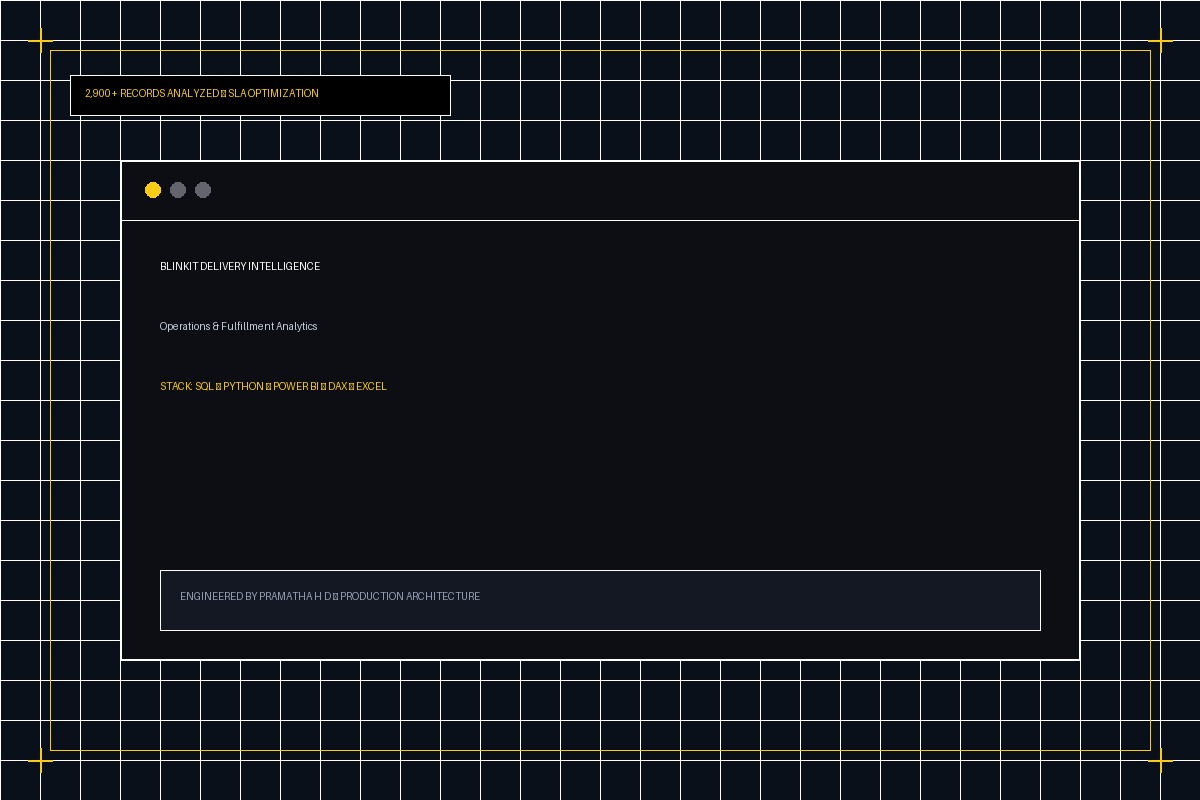 2,900+ RECORDS ANALYZED▯SLA OPTIMIZATION
BLINKIT DELIVERY INTELLIGENCE
Operations & Fulfillment Analytics
STACK: SQL ▯ PYTHON ▯ POWER BI ▯ DAX ▯ EXCEL
ENGINEERED BY PRAMATHA H D ▯ PRODUCTION ARCHITECTURE